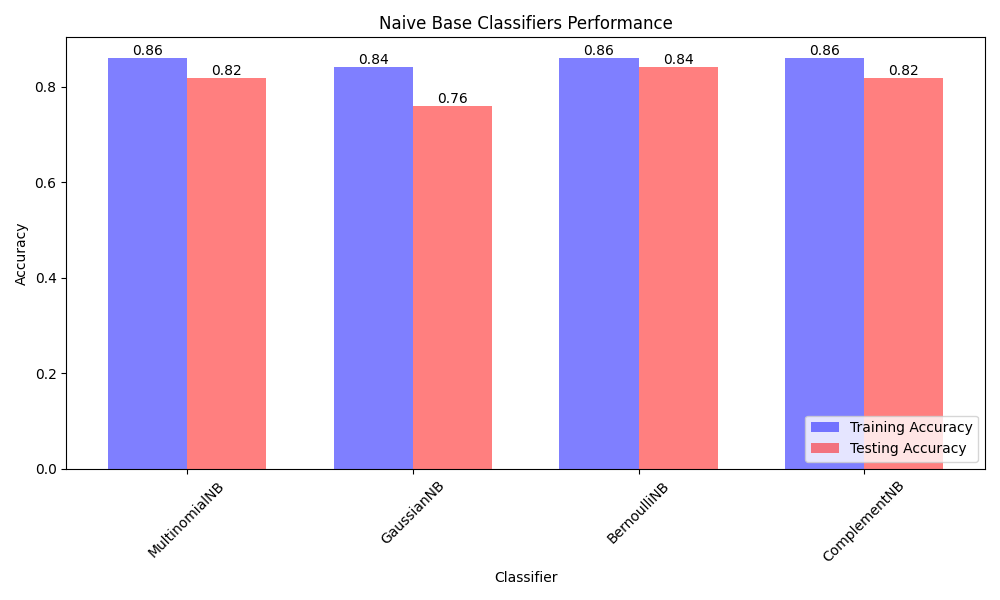 Naive Base Classifiers Performance
0.86
0.82
0.84
0.76
0.86
0.84
0.86
0.82
0.8
0.6
0.4
0.2
0.0
Accuracy
Training Accuracy
Testing Accuracy
MultinomialNB
GaussianNB
BernoulliNB
ComplementNB
Classifier